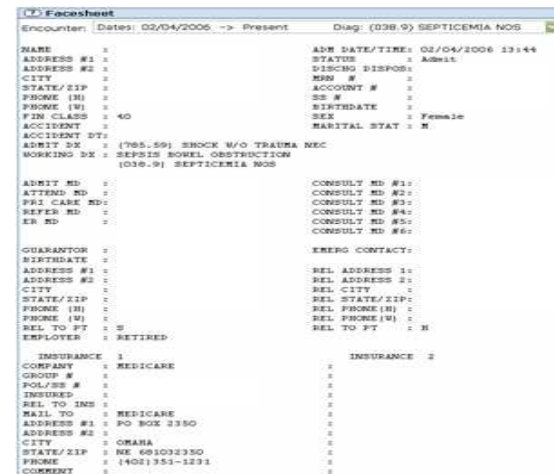 Facesheet
Encounter: Dates: 02/04/2006 -> Present Diag: (038.9) SEPTICEMIA NOS
NAME : ADM DATE/TIME: 02/04/2006 13:44
ADDRESS #1 : STATUS : Admit
ADDRESS #2 : DISCHG DISPOS:
CITY : MRN # :
STATE/ZIP : ACCOUNT # :
PHONE (H) : SS # :
PHONE (W) : BIRTHDATE :
FIN CLASS : 40 SEX : Female
ACCIDENT : MARITAL STAT : M
ACCIDENT DT:
ADMIT DX : (785.59) SHOCK W/O TRAUMA NEC
WORKING DX : SEPSIS BOWEL OBSTRUCTION
(038.9) SEPTICEMIA NOS
ADMIT MD : CONSULT MD #1:
ATTEND MD : CONSULT MD #2:
PRI CARE MD: CONSULT MD #3:
REFER MD : CONSULT MD #4:
ER MD : CONSULT MD #5:
CONSULT MD #6:
GUARANTOR : EMERG CONTACT:
BIRTHDATE :
ADDRESS #1 : REL ADDRESS 1:
ADDRESS #2 : REL ADDRESS 2:
CITY : REL CITY :
STATE/ZIP : REL STATE/ZIP:
PHONE (H) : REL PHONE(H) :
PHONE (W) : REL PHONE(W) :
REL TO PT : S REL TO PT : H
EMPLOYER : RETIRED
INSURANCE 1 INSURANCE 2
COMPANY : MEDICARE :
GROUP # : :
POL/SS # : :
INSURED : :
REL TO INS : :
MAIL TO : MEDICARE :
ADDRESS #1 : PO BOX 2350 :
ADDRESS #2 : :
CITY : OMAHA :
STATE/ZIP : NE 681032350 :
PHONE : (402)351-1231 :
COMMENT : :